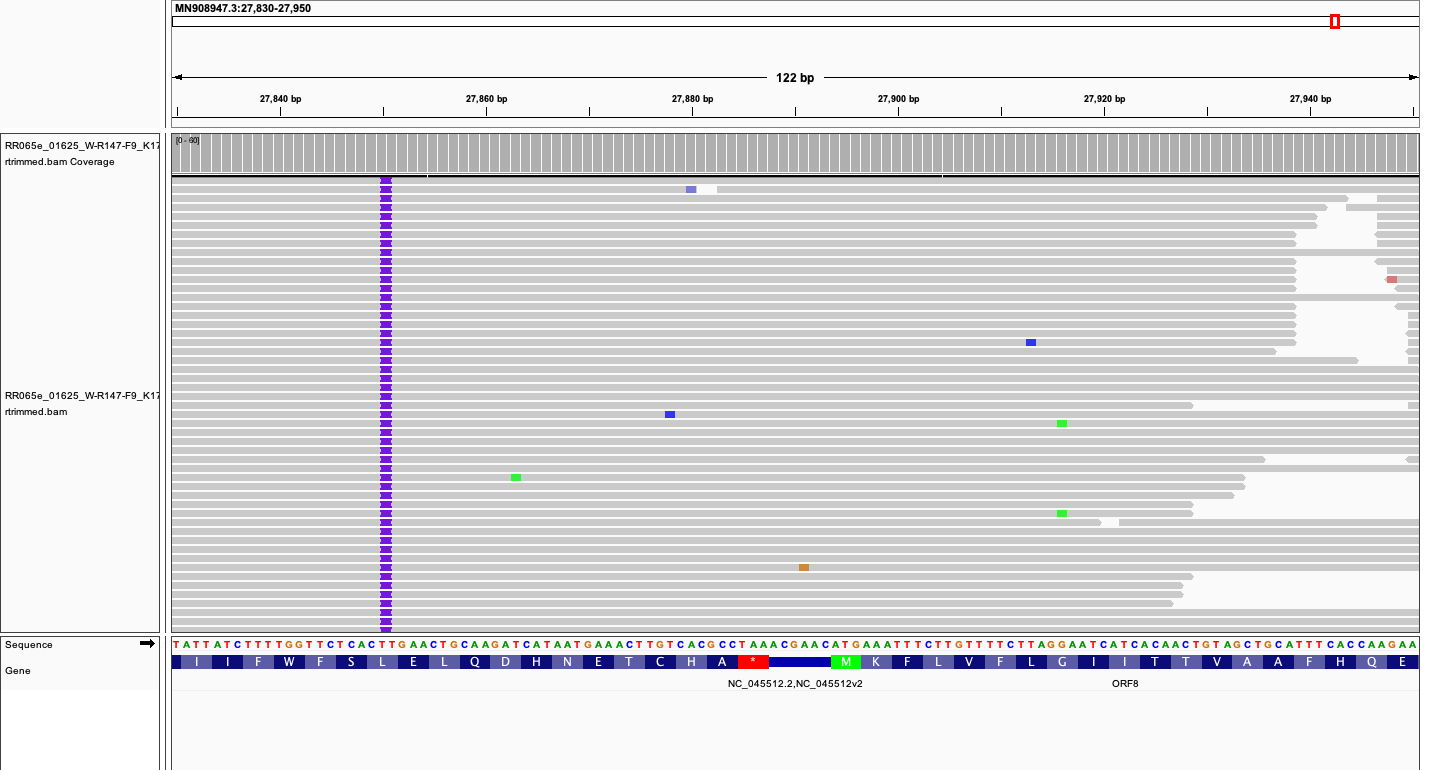 MN908947.3:27,830-27,950
122 bp
27,840 bp 27,860 bp 27,880 bp 27,900 bp 27,920 bp 27,940 bp
RR065e_01625_W-R147-F9_K17
rtrimmed.bam Coverage
[0 - 60]
RR065e_01625_W-R147-F9_K17
rtrimmed.bam
Sequence
TATTATCTTTTGGTTCTCACTTGAACTGCAAGATCATAATGAAACTTGTCACGCCTAAACGAACATGAAATTTCTTGTTTTCTTAGGAATCATCACAACTGTAGCTGCATTTCACCAAGAA
Gene
I I F W F S L E L Q D H N E T C H A * M K F L V F L G I I T T V A A F H Q E
NC_045512.2,NC_045512v2 ORF8